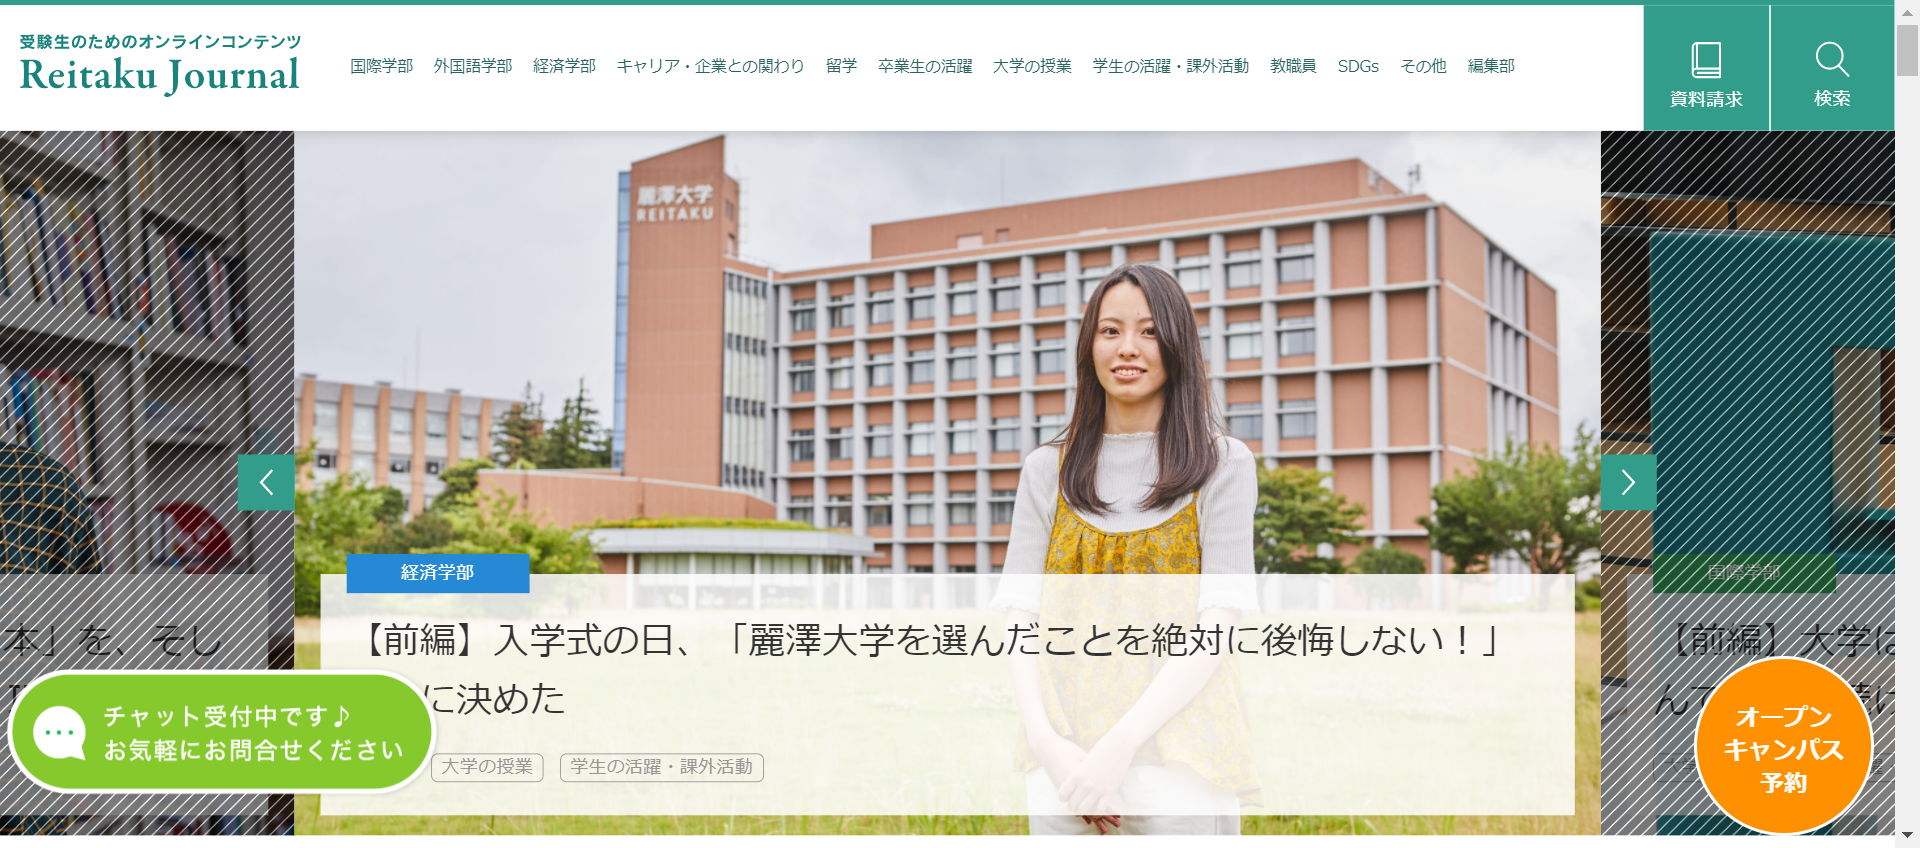 受験生のためのオンラインコンテンツ
Reitaku Journal
国際学部 外国語学部 経済学部 キャリア・企業との関わり 留学 卒業生の活躍 大学の授業 学生の活躍・課外活動 教職員 SDGs その他 編集部
資料請求
検索
麗澤大学
REITAKU
経済学部
【前編】入学式の日、「麗澤大学を選んだことを絶対に後悔しない！」
に決めた
大学の授業 学生の活躍・課外活動
本」を、そし
国際学部
【前編】大学は
チャット受付中です♪
お気軽にお問合せください
オープン
キャンパス
予約